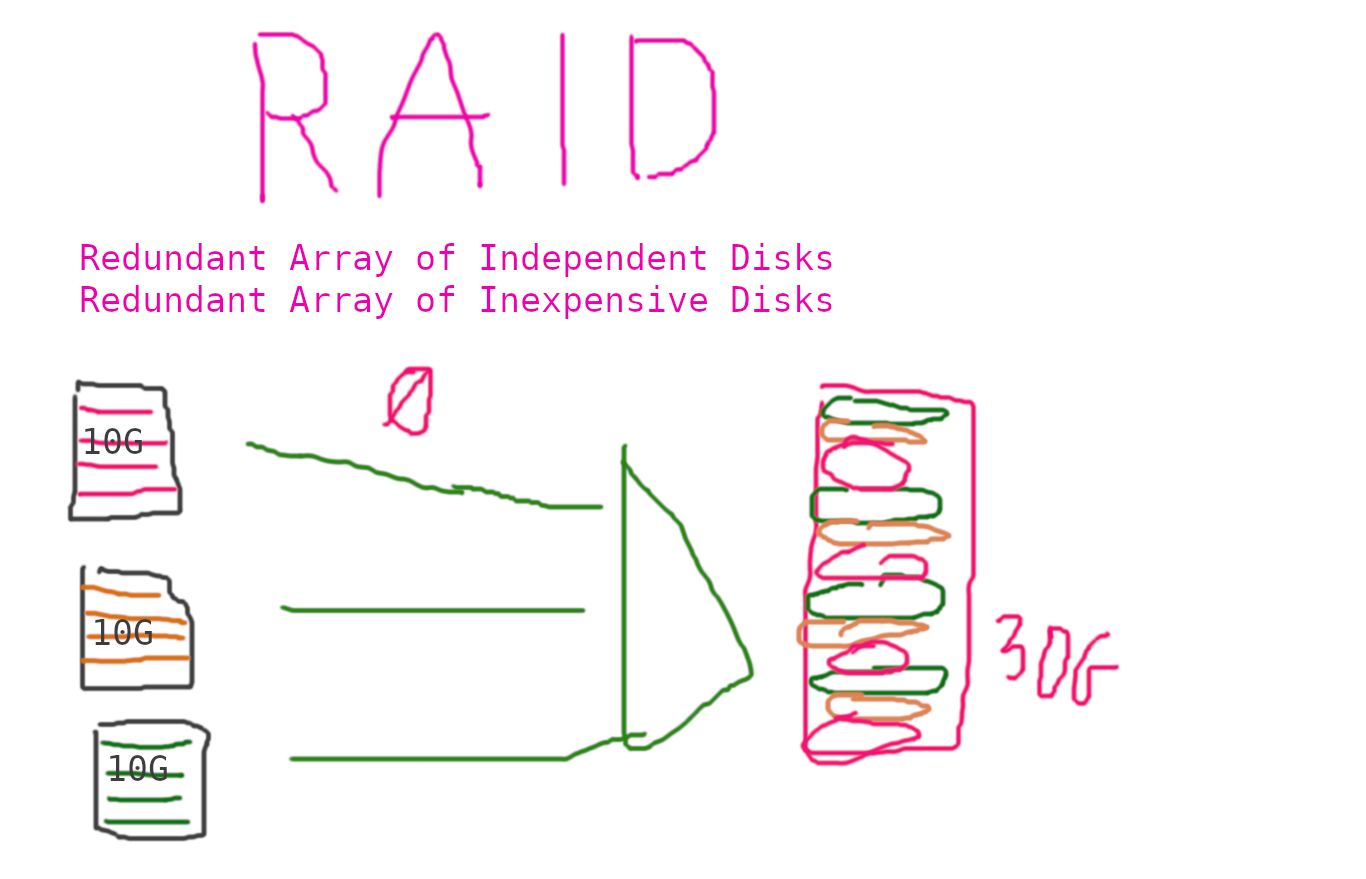 RAID
Redundant Array of Independent Disks
Redundant Array of Inexpensive Disks
0
10G
10G
10G
30G